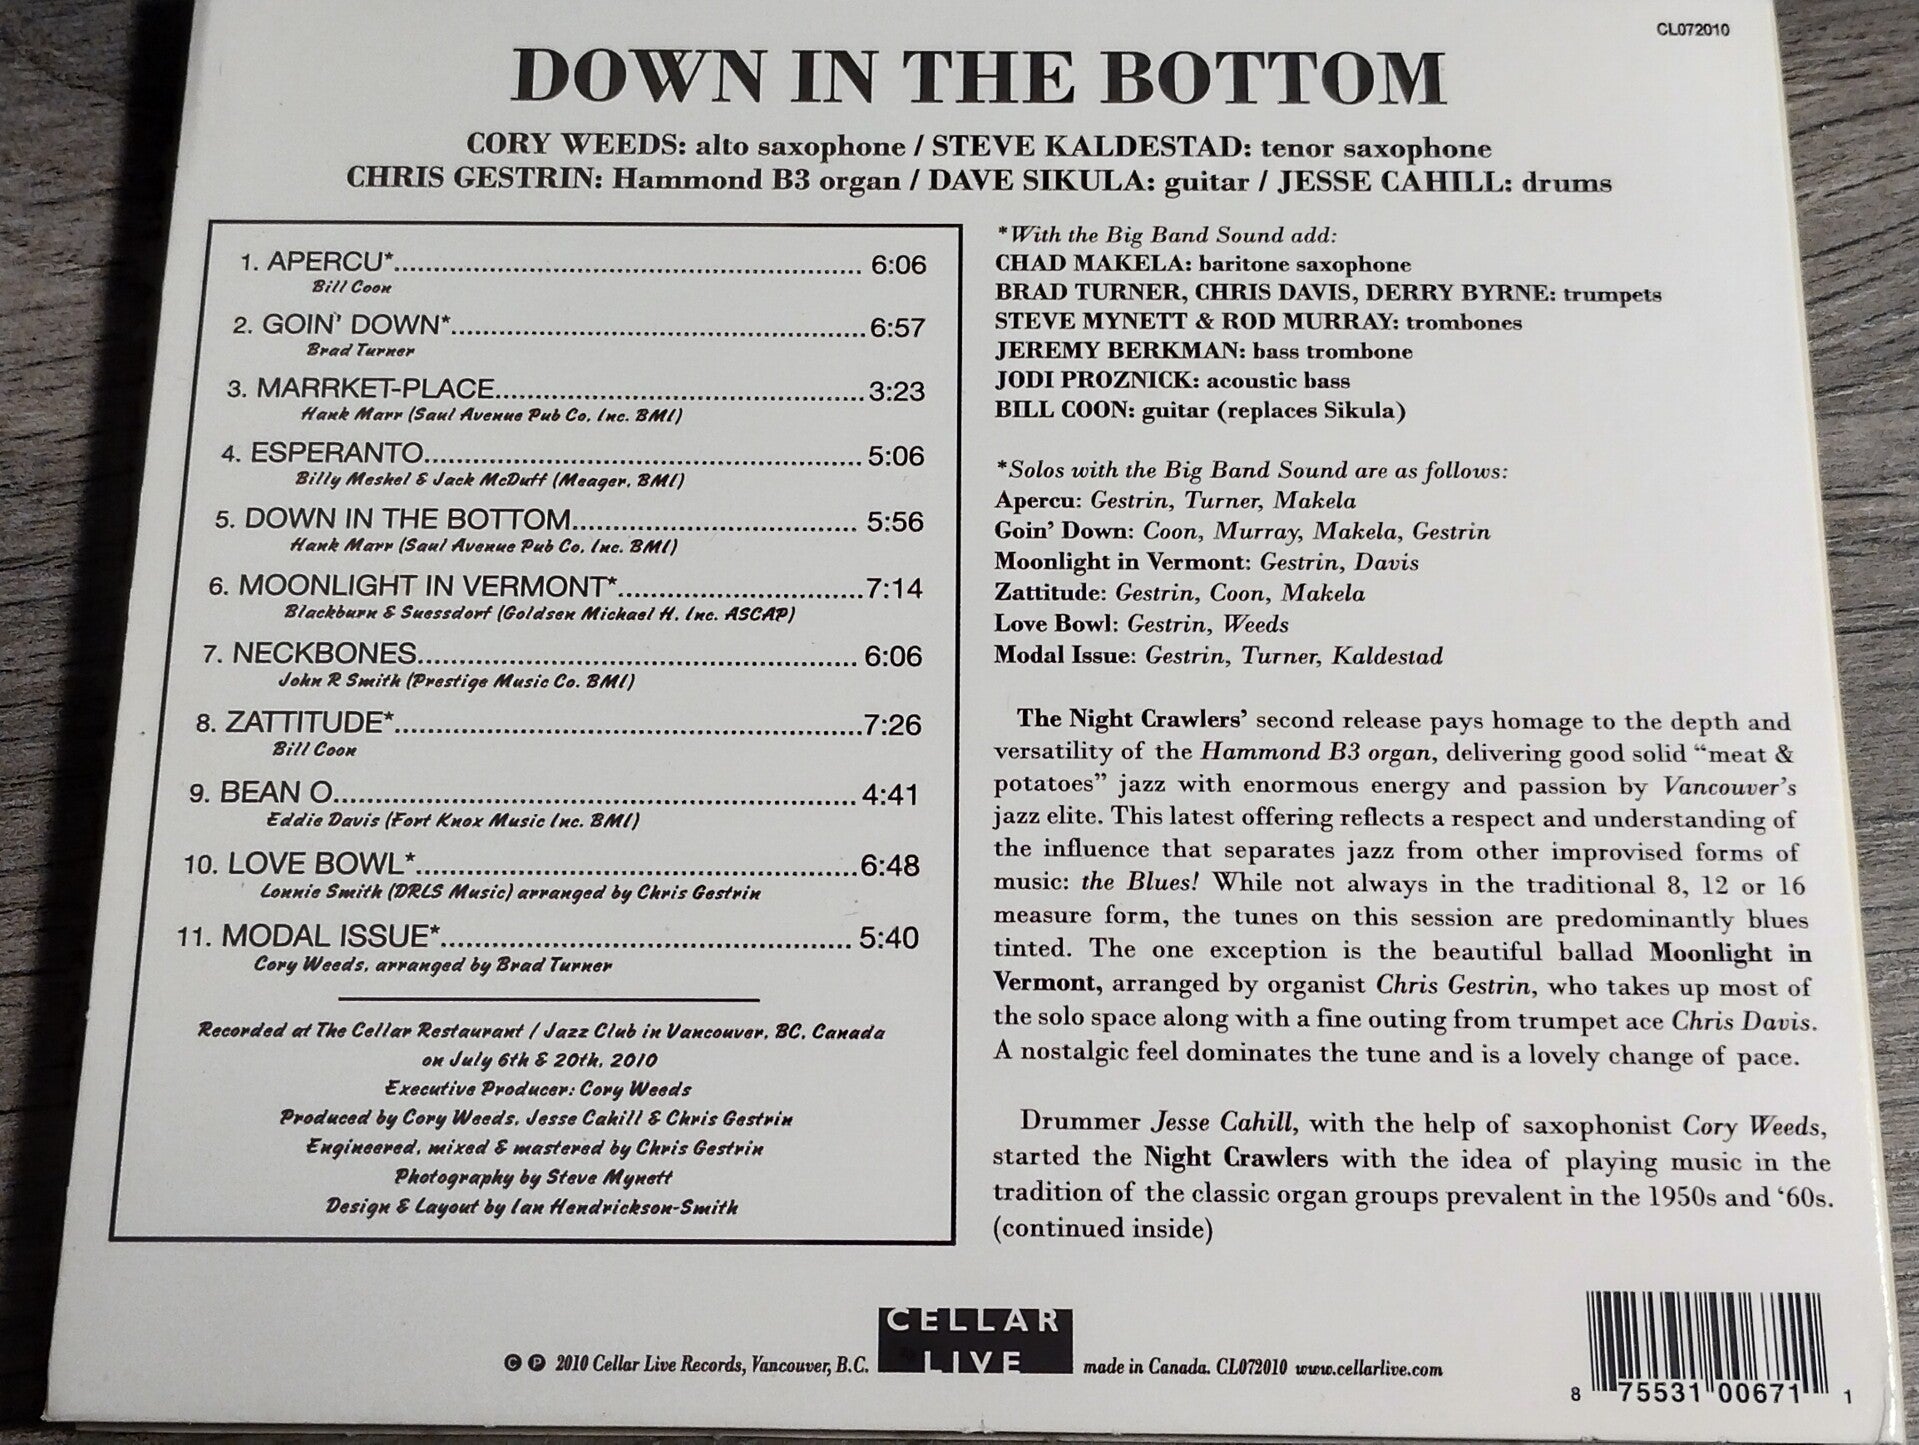 CL072010
DOWN IN THE BOTTOM
CORY WEEDS: alto saxophone / STEVE KALDESTAD: tenor saxophone
CHRIS GESTRIN: Hammond B3 organ / DAVE SIKULA: guitar / JESSE CAHILL: drums
1. APERCU*.......... 6:06
Bill Coon
2. GOIN' DOWN*..........6:57
Brad Turner
3. MARRKET-PLACE..........3:23
Hank Marr (Saul Avenue Pub Co. Inc. BMI)
4. ESPERANTO.......... 5:06
Billy Meshel & Jack McDuff (Meager, BMI)
5. DOWN IN THE BOTTOM.......... 5:56
Hank Marr (Saul Avenue Pub Co. Inc. BMI)
6. MOONLIGHT IN VERMONT*..........7:14
Blackburn & Suessdorf (Goldsen Michael H. Inc. ASCAP)
7. NECKBONES.......... 6:06
John R Smith (Prestige Music Co. BMI)
8. ZATTITUDE*..........7:26
Bill Coon
9. BEAN O.......... 4:41
Eddie Davis (Fort Knox Music Inc. BMI)
10. LOVE BOWL*..........6:48
Lonnie Smith (DRLS Music) arranged by Chris Gestrin
11. MODAL ISSUE*.......... 5:40
Cory Weeds, arranged by Brad Turner
Recorded at The Cellar Restaurant / Jazz Club in Vancouver, BC, Canada
on July 6th & 20th, 2010
Executive Producer: Cory Weeds
Produced by Cory Weeds, Jesse Cahill & Chris Gestrin
Engineered, mixed & mastered by Chris Gestrin
Photography by Steve Mynett
Design & Layout by Ian Hendrickson-Smith
*With the Big Band Sound add:
CHAD MAKELA: baritone saxophone
BRAD TURNER, CHRIS DAVIS, DERRY BYRNE: trumpets
STEVE MYNETT & ROD MURRAY: trombones
JEREMY BERKMAN: bass trombone
JODI PROZNICK: acoustic bass
BILL COON: guitar (replaces Sikula)
*Solos with the Big Band Sound are as follows:
Apercu: Gestrin, Turner, Makela
Goin' Down: Coon, Murray, Makela, Gestrin
Moonlight in Vermont: Gestrin, Davis
Zattitude: Gestrin, Coon, Makela
Love Bowl: Gestrin, Weeds
Modal Issue: Gestrin, Turner, Kaldestad
The Night Crawlers' second release pays homage to the depth and
versatility of the Hammond B3 organ, delivering good solid “meat &
potatoes” jazz with enormous energy and passion by Vancouver's
jazz elite. This latest offering reflects a respect and understanding of
the influence that separates jazz from other improvised forms of
music: the Blues! While not always in the traditional 8, 12 or 16
measure form, the tunes on this session are predominantly blues
tinted. The one exception is the beautiful ballad Moonlight in
Vermont, arranged by organist Chris Gestrin, who takes up most of
the solo space along with a fine outing from trumpet ace Chris Davis.
A nostalgic feel dominates the tune and is a lovely change of pace.
Drummer Jesse Cahill, with the help of saxophonist Cory Weeds,
started the Night Crawlers with the idea of playing music in the
tradition of the classic organ groups prevalent in the 1950s and ‘60s.
(continued inside)
© ℗ 2010 Cellar Live Records, Vancouver, B.C.
CELLAR
LIVE
made in Canada. CL072010 www.cellarlive.com
8 75531 00671 1